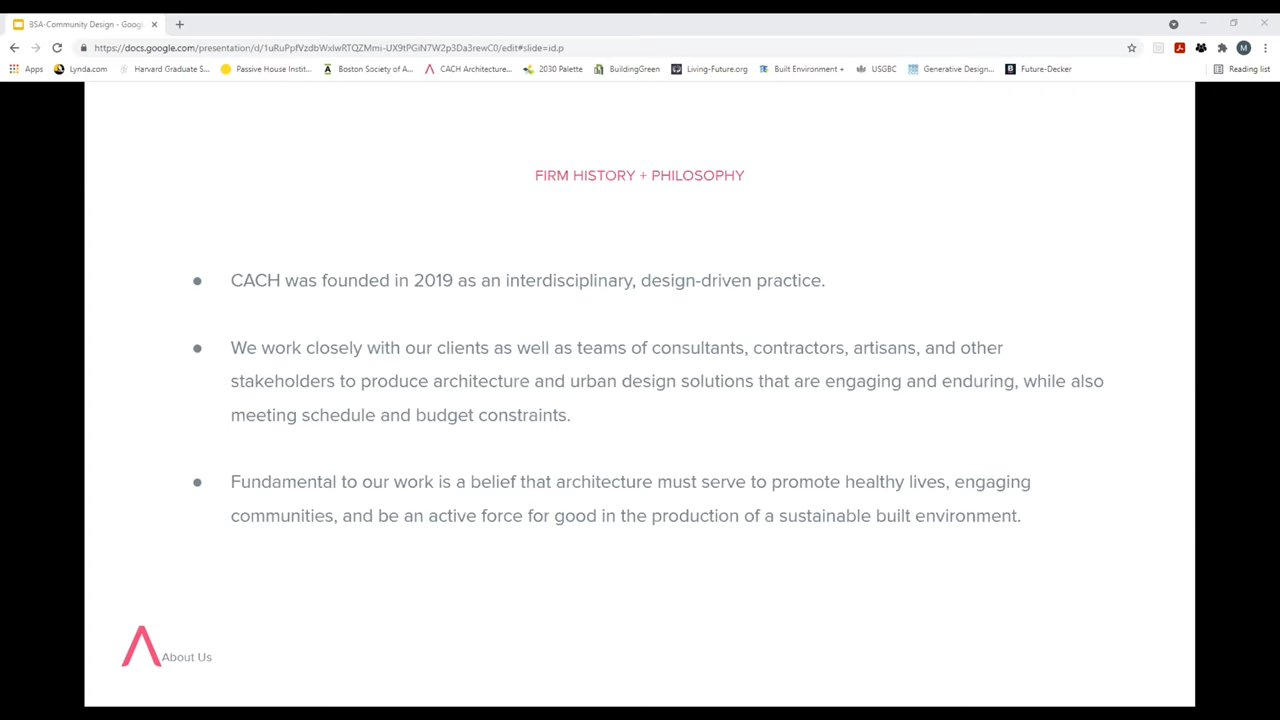 BSA-Community Design - Googl
https://docs.google.com/presentation/d/1uRuPpfVzdbWxlwRTQZMmi-UX9tPGiN7W2p3Da3rewC0/edit#slide=id.p
Apps Lynda.com Harvard Graduate S... Passive House Instit... Boston Society of A... CACH Architecture... 2030 Palette BuildingGreen Living-Future.org Built Environment + USGBC Generative Design... Future-Decker Reading list
FIRM HISTORY + PHILOSOPHY
● CACH was founded in 2019 as an interdisciplinary, design-driven practice.
● We work closely with our clients as well as teams of consultants, contractors, artisans, and other
stakeholders to produce architecture and urban design solutions that are engaging and enduring, while also
meeting schedule and budget constraints.
● Fundamental to our work is a belief that architecture must serve to promote healthy lives, engaging
communities, and be an active force for good in the production of a sustainable built environment.
About Us